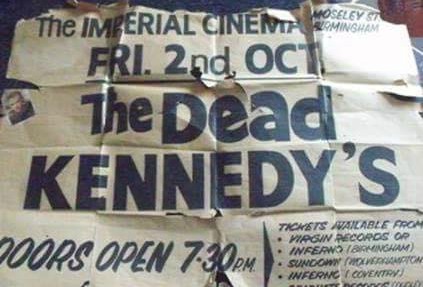 The IMPERIAL CINEMA
MOSELEY ST
BIRMINGHAM
FRI. 2nd OCT
The Dead
KENNEDY'S
DOORS OPEN 7·30 P.M.
TICKETS AVAILABLE FROM
• VIRGIN RECORDS OR
• INFERNO (BIRMINGHAM)
• SUNDOWN (WOLVERHAMPTON
• INFERNO (COVENTRY)
RECORDS